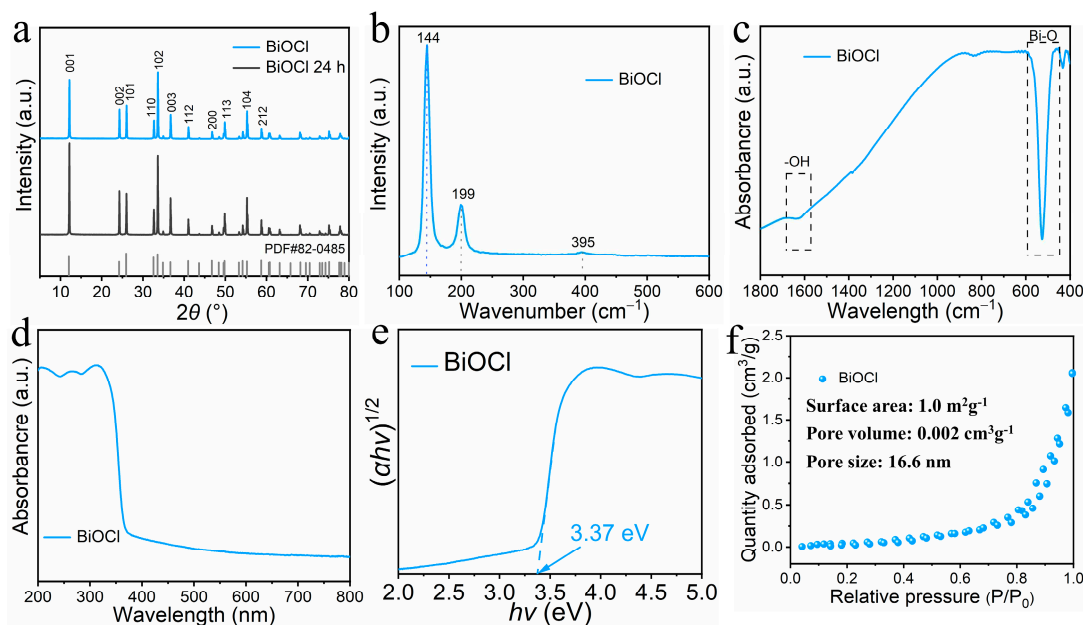 a
BiOCl
BiOCl 24 h
001
002
101
110
102
003
112
200
113
104
212
PDF#82-0485
Intensity (a.u.)
5 10 20 30 40 50 60 70 80
2θ (°)
b
144
BiOCl
199
395
Intensity (a.u.)
100 200 300 400 500 600
Wavenumber (cm⁻¹)
c
Bi-O
BiOCl
-OH
Absorbancre (a.u.)
1800 1600 1400 1200 1000 800 600 400
Wavelength (cm⁻¹)
d
Absorbancre (a.u.)
BiOCl
200 300 400 500 600 700 800
Wavelength (nm)
e
BiOCl
(αhν)1/2
3.37 eV
2.0 2.5 3.0 3.5 4.0 4.5 5.0
hν (eV)
f
BiOCl
Surface area: 1.0 m²g⁻¹
Pore volume: 0.002 cm³g⁻¹
Pore size: 16.6 nm
Quantity adsorbed (cm³/g)
2.5
2.0
1.5
1.0
0.5
0.0
0.0 0.2 0.4 0.6 0.8 1.0
Relative pressure (P/P₀)